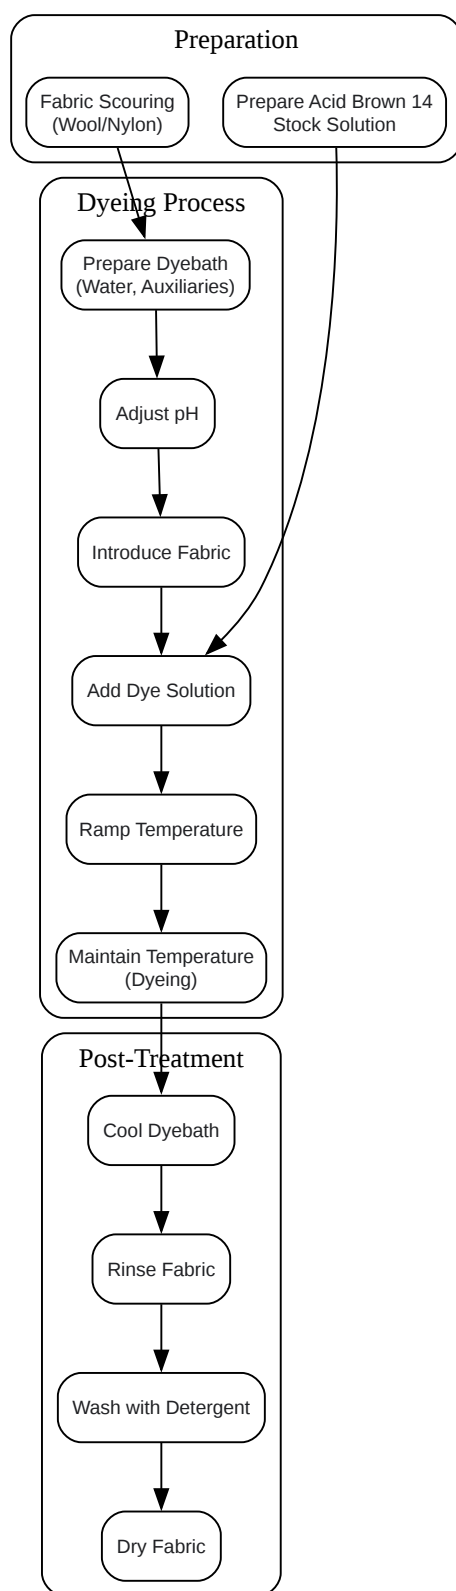 Preparation
Fabric Scouring
(Wool/Nylon)
Prepare Acid Brown 14
Stock Solution
Dyeing Process
Prepare Dyebath
(Water, Auxiliaries)
Adjust pH
Introduce Fabric
Add Dye Solution
Ramp Temperature
Maintain Temperature
(Dyeing)
Post-Treatment
Cool Dyebath
Rinse Fabric
Wash with Detergent
Dry Fabric